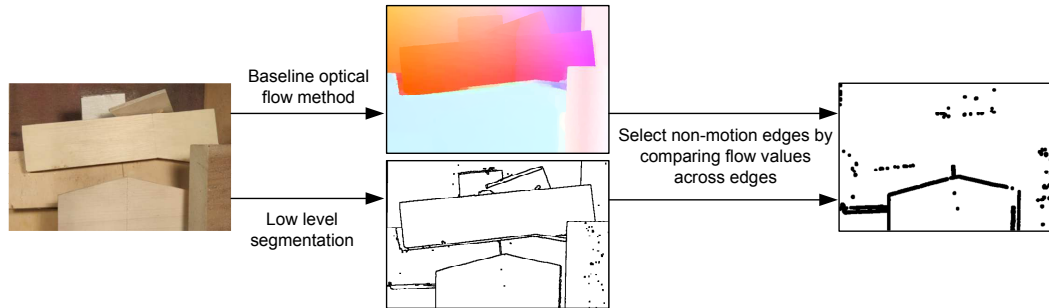 Baseline optical
flow method
Low level
segmentation
Select non-motion edges by
comparing flow values
across edges